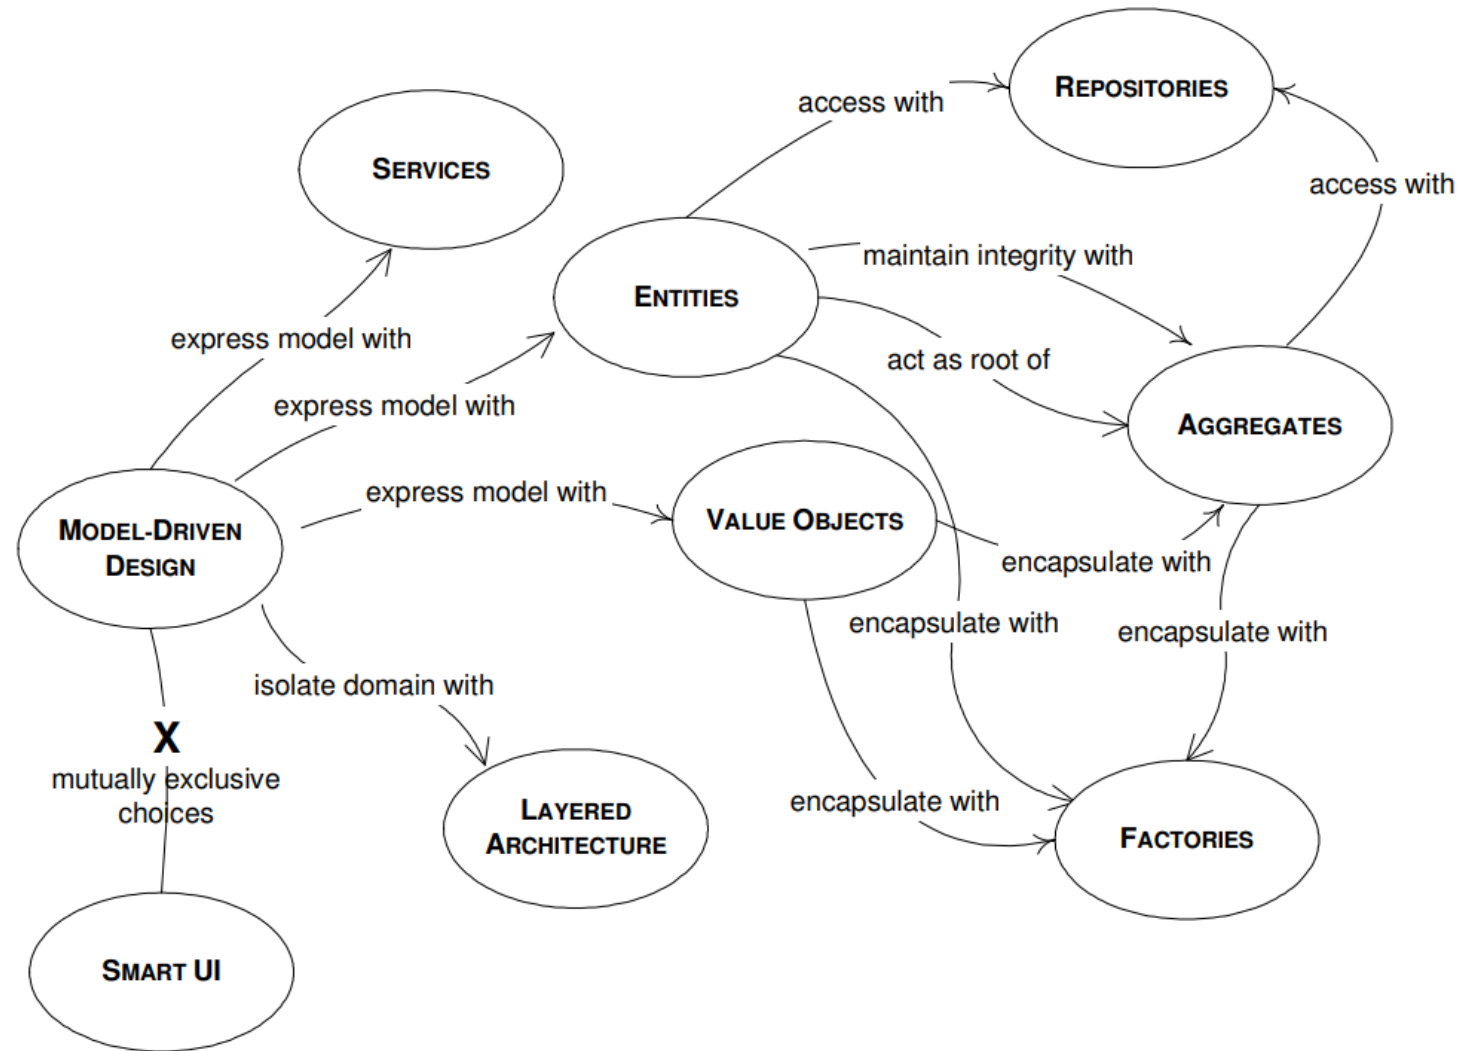 REPOSITORIES
access with
SERVICES
access with
maintain integrity with
ENTITIES
express model with
act as root of
express model with
AGGREGATES
express model with
VALUE OBJECTS
MODEL-DRIVEN
DESIGN
encapsulate with
encapsulate with
encapsulate with
isolate domain with
X
mutually exclusive
choices
encapsulate with
LAYERED
ARCHITECTURE
FACTORIES
SMART UI